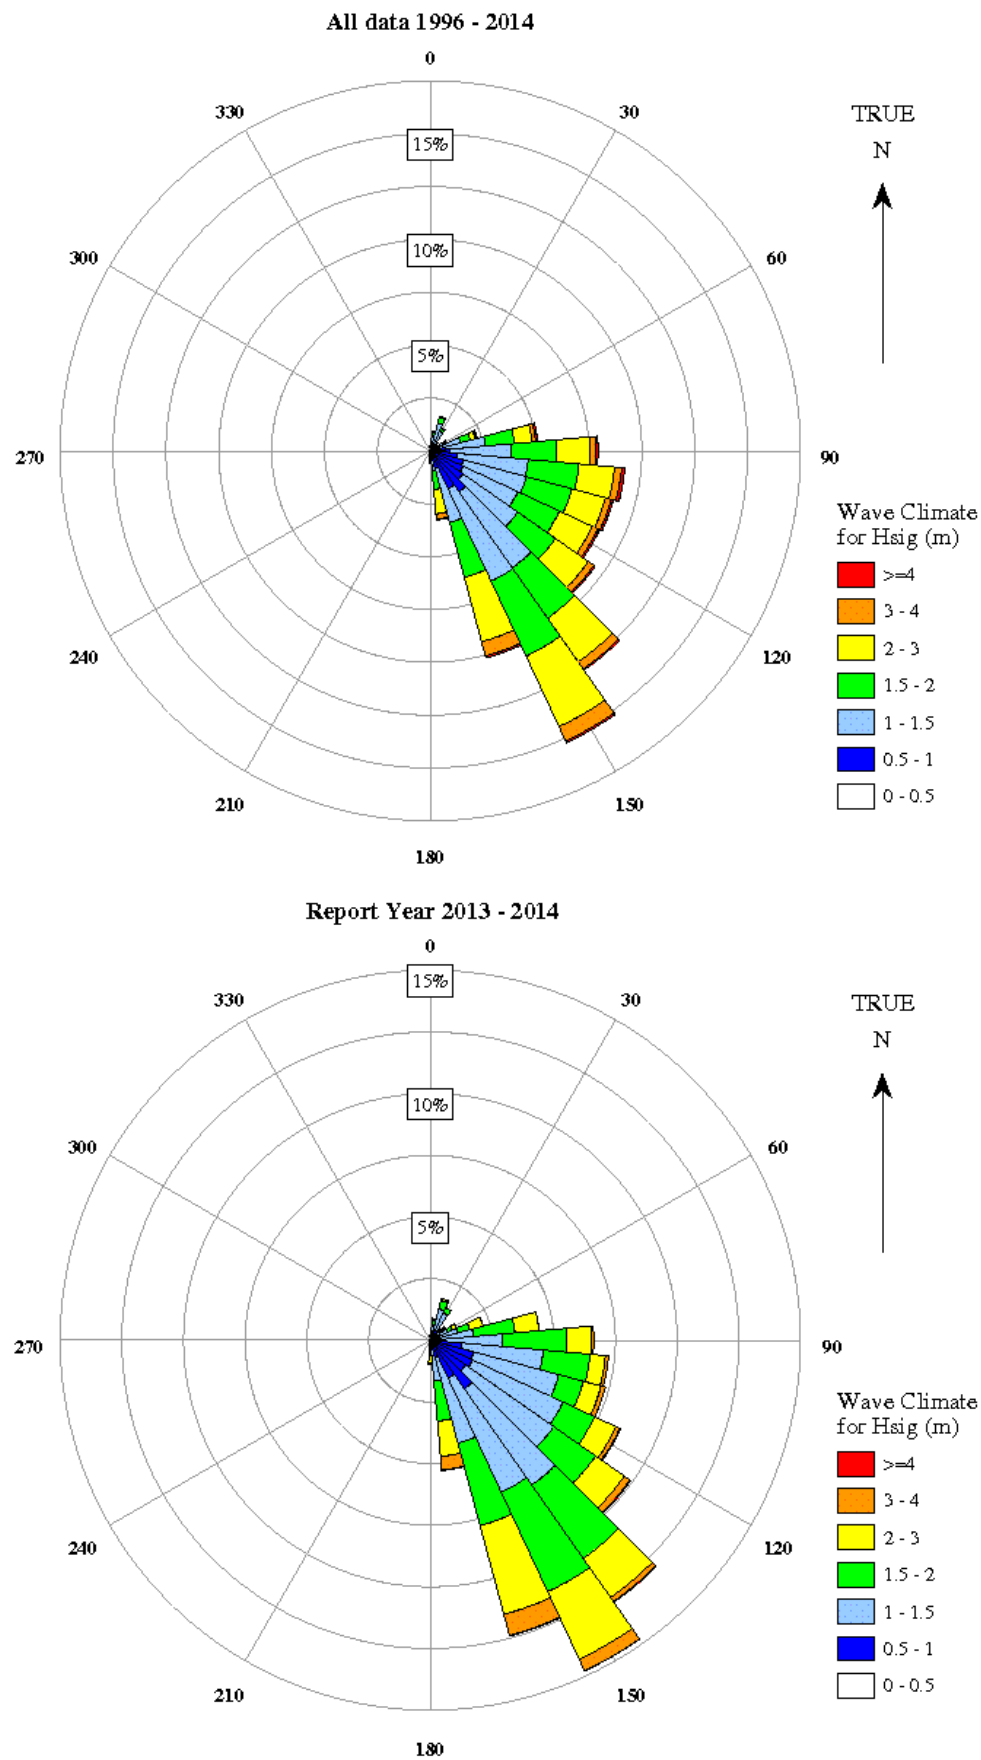 All data 1996 - 2014
0
330
30
15%
TRUE
N
10%
300
60
5%
270
90
Wave Climate
for Hsig (m)
>=4
3 - 4
2 - 3
1.5 - 2
1 - 1.5
0.5 - 1
0 - 0.5
240
120
210
150
180
Report Year 2013 - 2014
0
15%
330
30
TRUE
N
10%
300
60
5%
270
90
Wave Climate
for Hsig (m)
>=4
3 - 4
2 - 3
1.5 - 2
1 - 1.5
0.5 - 1
0 - 0.5
240
120
210
150
180